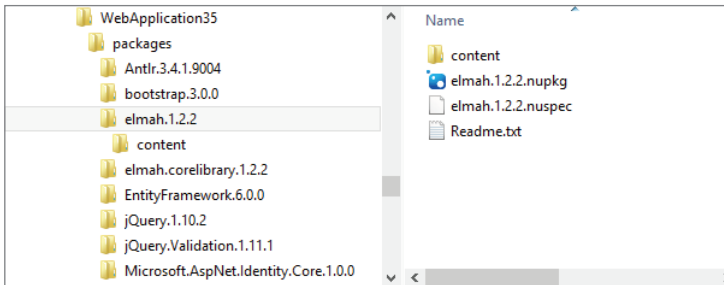 WebApplication35
packages
Antlr.3.4.1.9004
bootstrap.3.0.0
elmah.1.2.2
content
elmah.corelibrary.1.2.2
EntityFramework.6.0.0
jQuery.1.10.2
jQuery.Validation.1.11.1
Microsoft.AspNet.Identity.Core.1.0.0
Name
content
elmah.1.2.2.nupkg
elmah.1.2.2.nuspec
Readme.txt